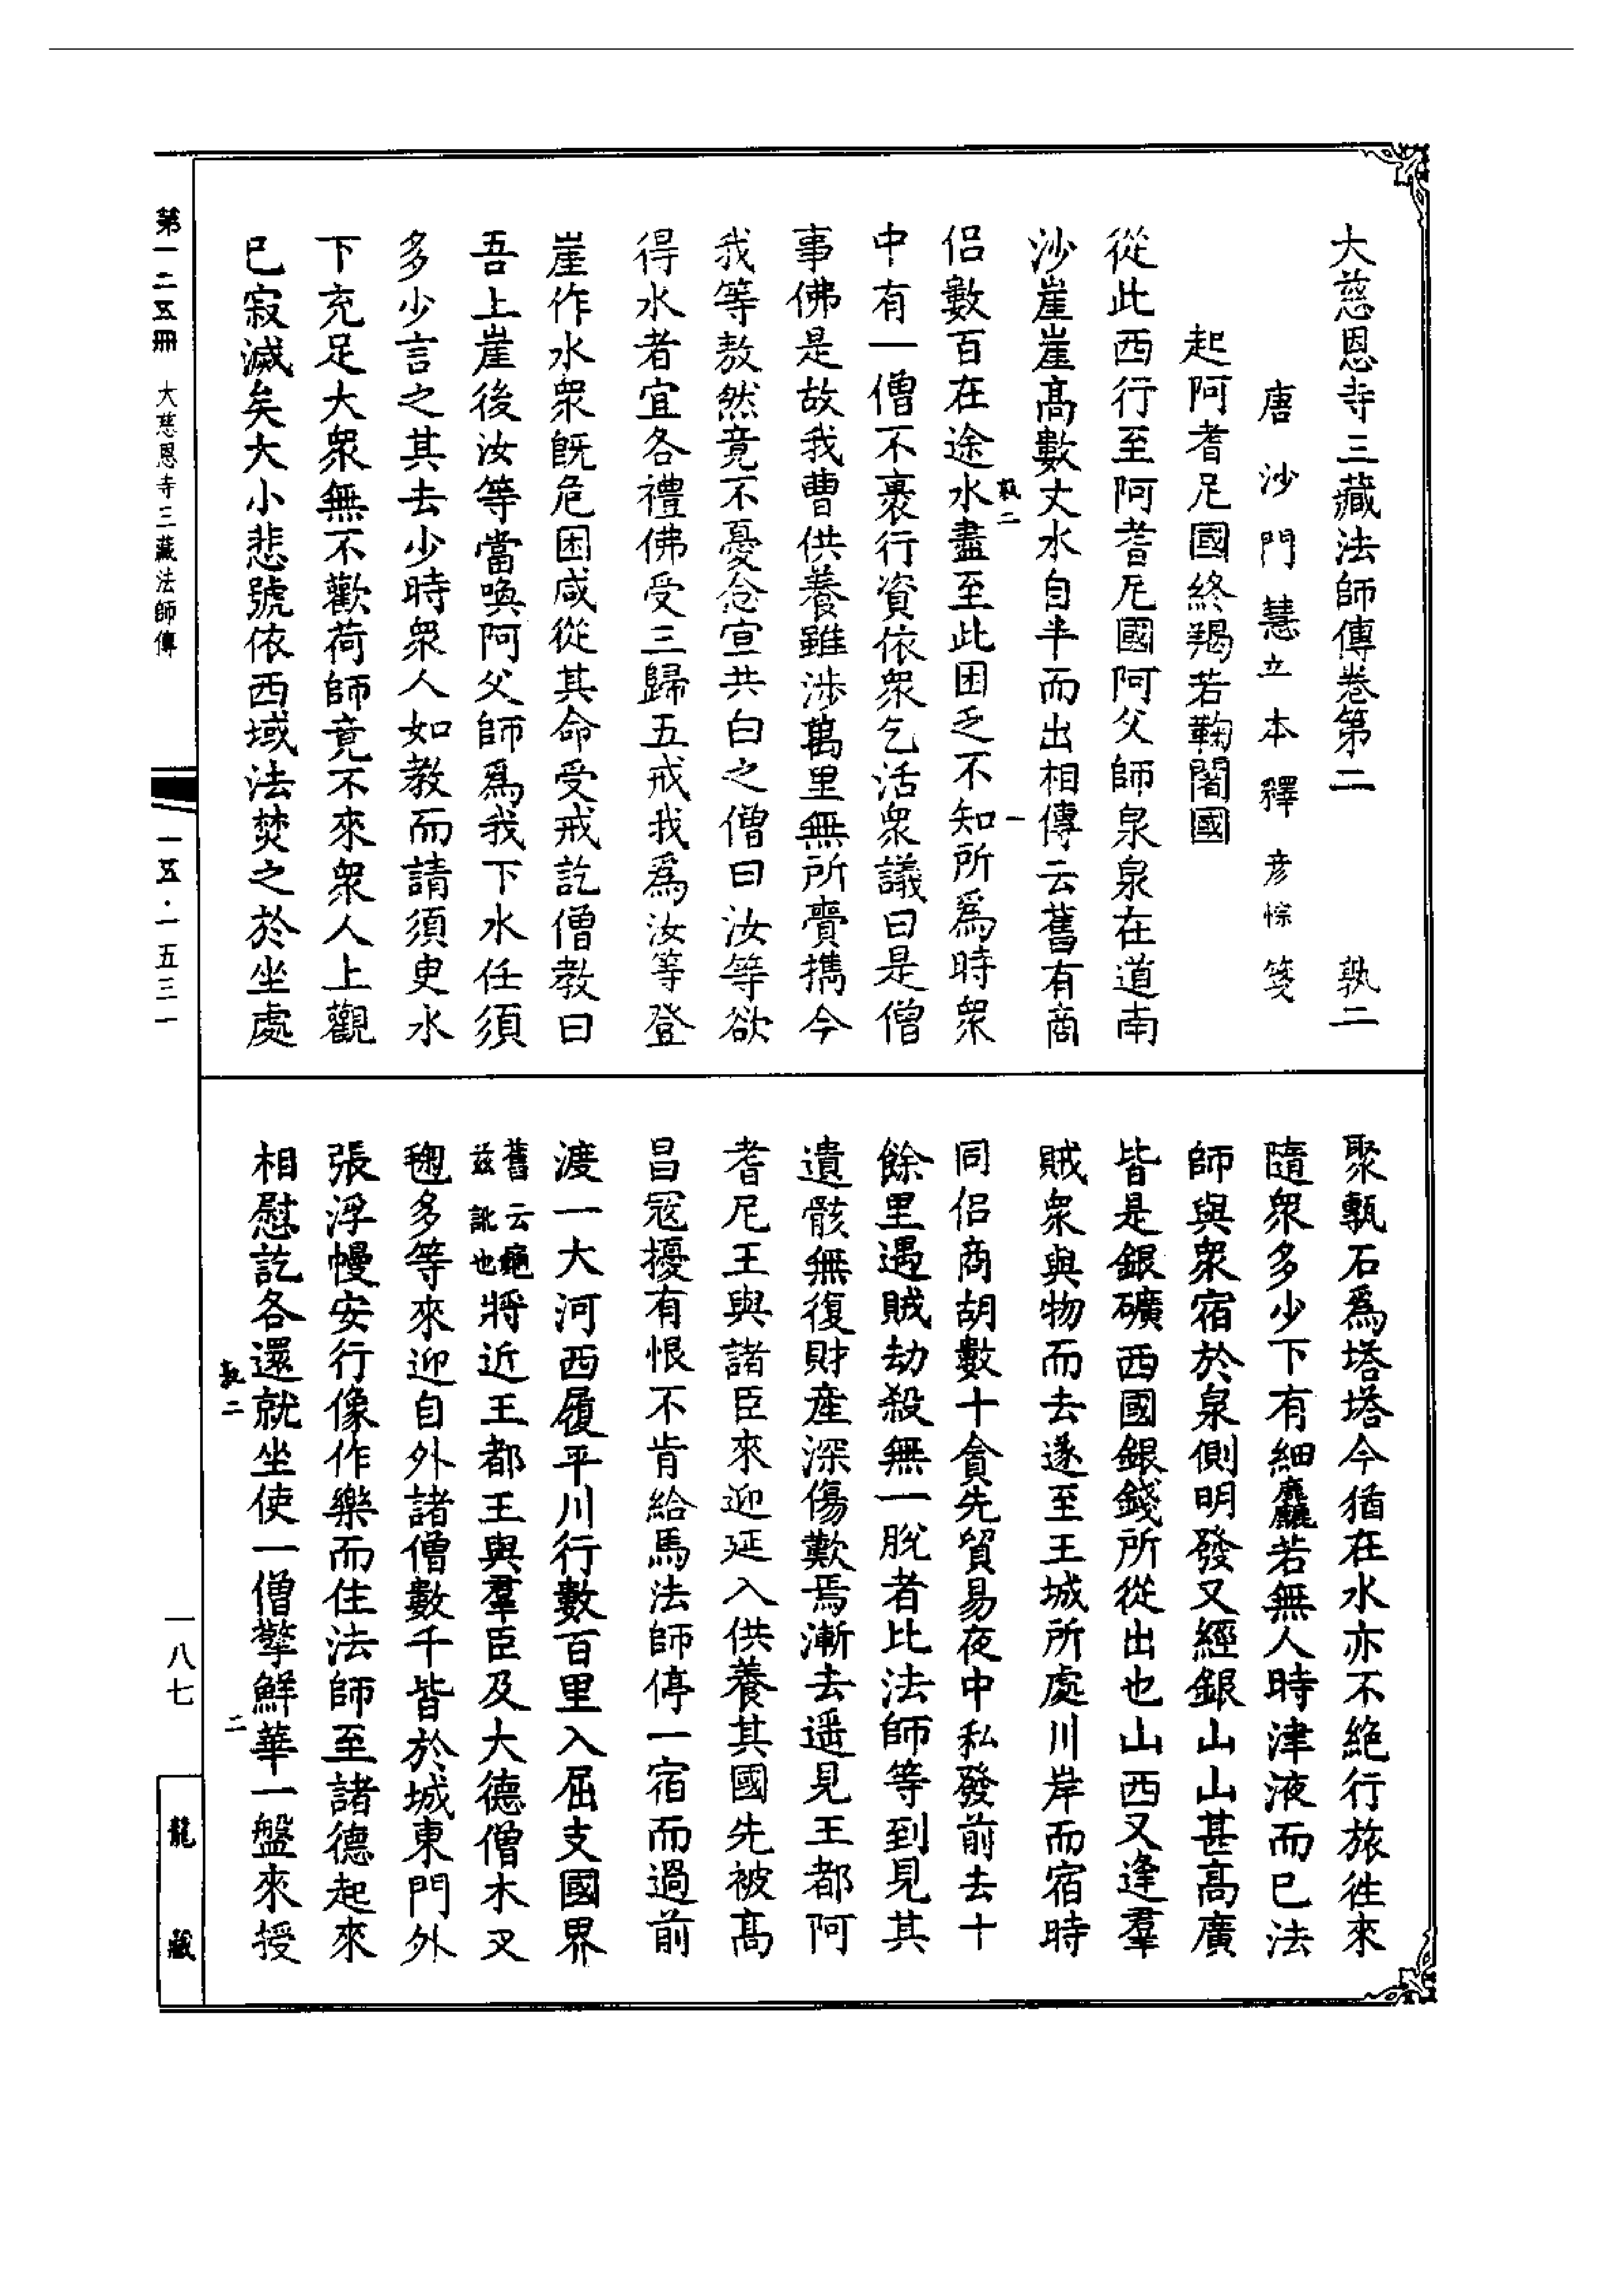 大慈恩寺三藏法師傳卷第二 孰二
唐沙門慧立本釋彥悰箋
起阿耆尼國終羯若鞠闍國
從此西行至阿耆尼國阿父師泉泉在道南
沙崖崖高數丈水自半而出相傳云舊有商
侶數百在途水盡至此困乏不知所爲時衆
中有一僧不裹行資依衆乞活衆議曰是僧
事佛是故我曹供養雖涉萬里無所賷擕今
我等敖然竟不憂念宣共白之僧曰汝等欲
得水者宜各禮佛受三歸五戒我爲汝等登
崖作水衆旣危困咸從其命受戒訖僧教曰
吾上崖後汝等當喚阿父師爲我下水任須
多少言之其去少時衆人如教而請須臾水
下充足大衆無不歡荷師竟不來衆人上觀
已寂滅矣大小悲號依西域法焚之於坐處
聚甎石爲塔塔今猶在水亦不絶行旅往來
隨衆多少下有細麤若無人時津液而已法
師與衆宿於泉側明發又經銀山山甚高廣
皆是銀礦西國銀錢所從出也山西又逢羣
賊衆與物而去遂至王城所處川岸而宿時
同侶商胡數十貪先貿易夜中私發前去十
餘里遇賊劫殺無一脫者比法師等到見其
遺骸無復財產深傷歎焉漸去遥見王都阿
耆尼王與諸臣來迎延入供養其國先被高
昌冦擾有恨不肯給馬法師停一宿而過前
渡一大河西履平川行數百里入屈支國界
舊云龜兹訛也將近王都王與羣臣及大德僧木叉
毱多等來迎自外諸僧數千皆於城東門外
張浮幔安行像作樂而住法師至諸德起來
相慰訖各還就坐使一僧擎鮮華一盤來授
孰二 一
孰二 二
第一二五冊 大慈恩寺三藏法師傳
一五·一五三一
一八七
龍藏